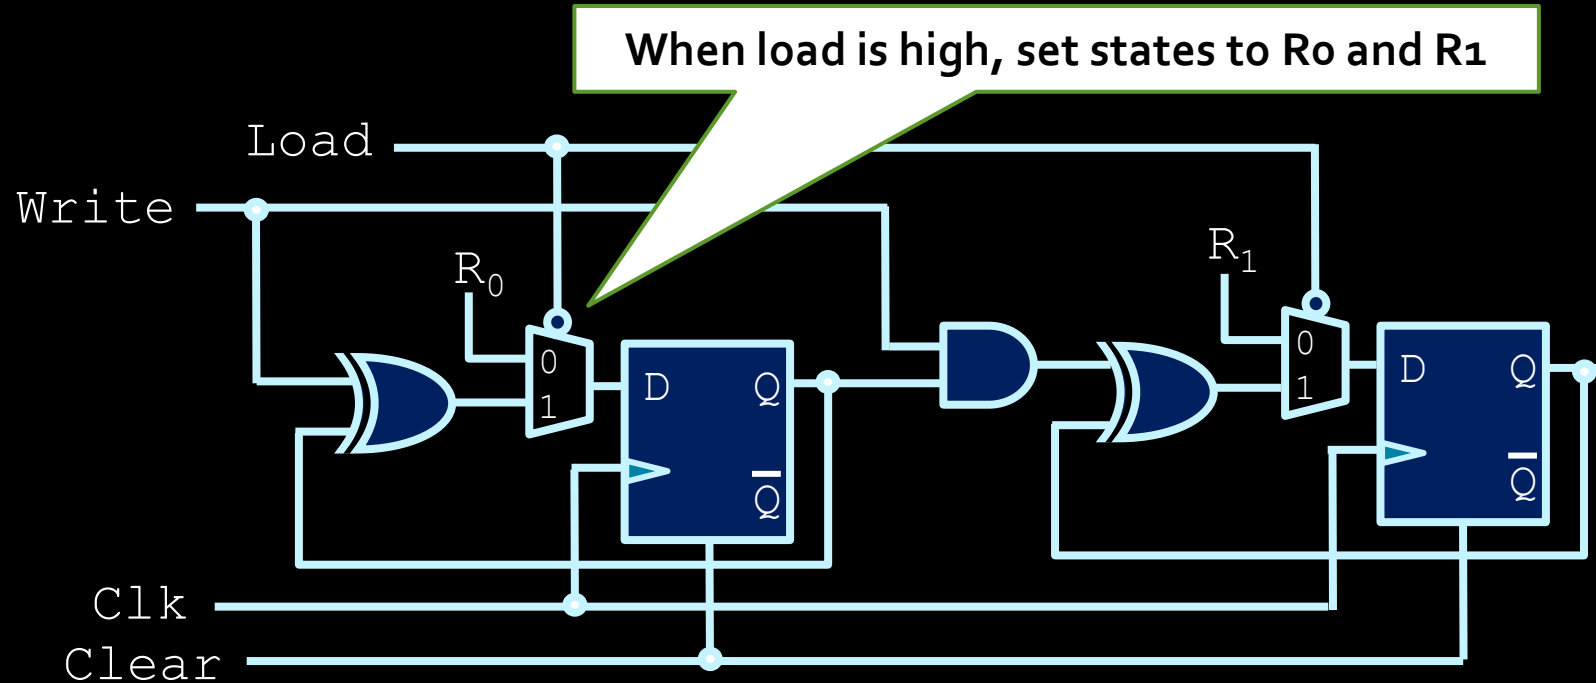 When load is high, set states to R0 and R1
Load
Write
R₀
R₁
0
1
D
Q
Q̅
0
1
D
Q
Q̅
Clk
Clear